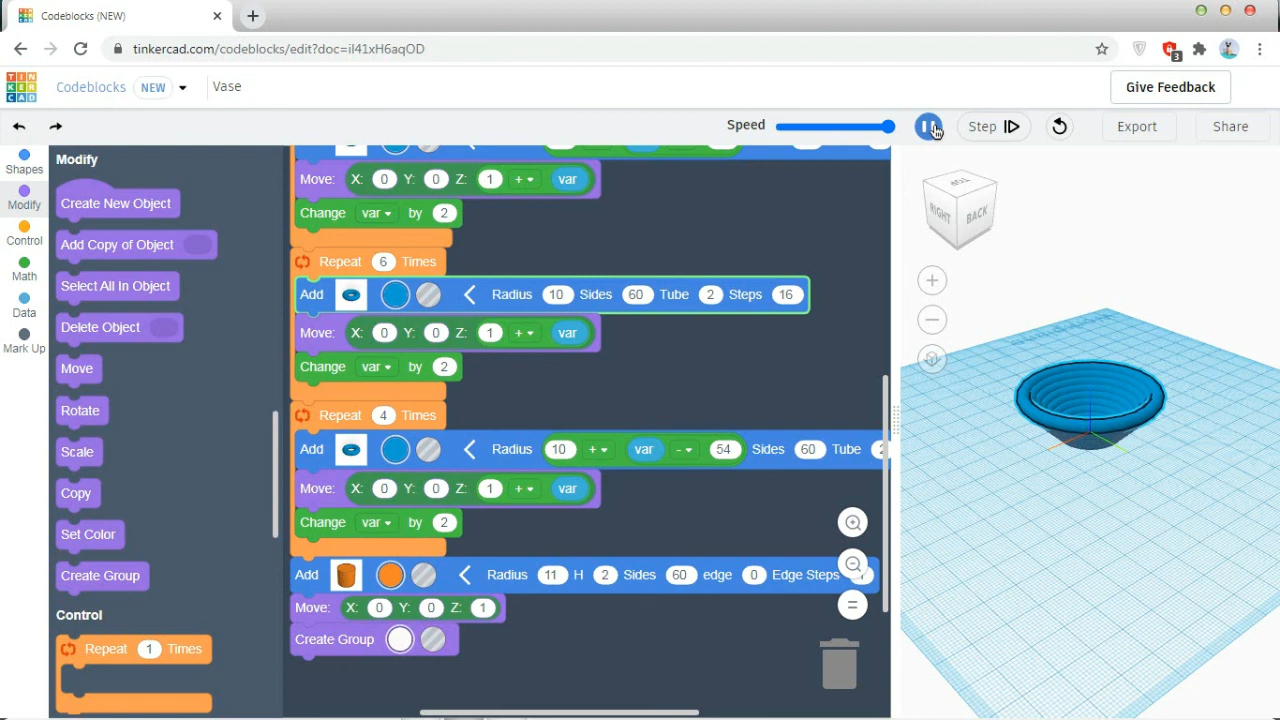 Codeblocks (NEW)
tinkercad.com/codeblocks/edit?doc=il41xH6aqOD
3
TIN
KER
CAD
Codeblocks NEW Vase
Give Feedback
Speed
Step
Export
Share
Shapes
Modify
Control
Math
Data
Mark Up
Modify
Create New Object
Add Copy of Object
Select All In Object
Delete Object
Move
Rotate
Scale
Copy
Set Color
Create Group
Control
Repeat 1 Times
Move: X: 0 Y: 0 Z: 1 + var
Change var by 2
Repeat 6 Times
Add Radius 10 Sides 60 Tube 2 Steps 16
Move: X: 0 Y: 0 Z: 1 + var
Change var by 2
Repeat 4 Times
Add Radius 10 + var - 54 Sides 60 Tube
Move: X: 0 Y: 0 Z: 1 + var
Change var by 2
Add Radius 11 H 2 Sides 60 edge 0 Edge Steps
Move: X: 0 Y: 0 Z: 1
Create Group
TOP
RIGHT
BACK